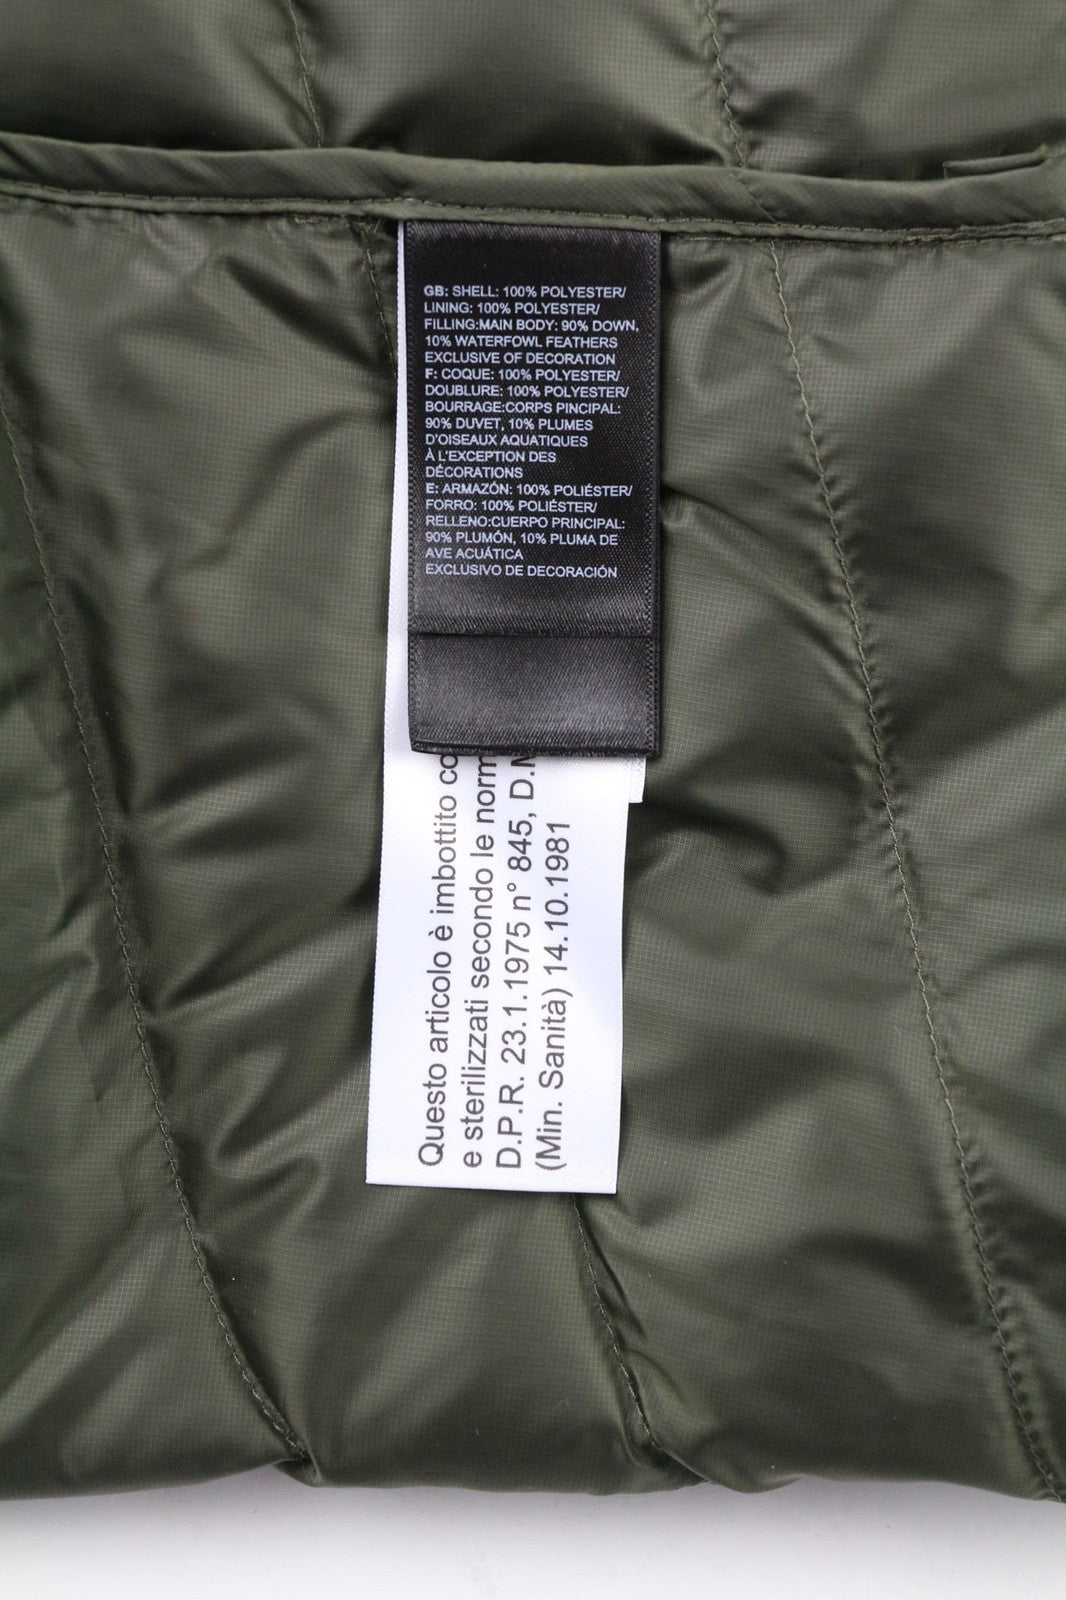 GB: SHELL: 100% POLYESTER/
LINING: 100% POLYESTER/
FILLING:MAIN BODY: 90% DOWN,
10% WATERFOWL FEATHERS
EXCLUSIVE OF DECORATION
F: COQUE: 100% POLYESTER/
DOUBLURE: 100% POLYESTER/
BOURRAGE:CORPS PINCIPAL:
90% DUVET, 10% PLUMES
D'OISEAUX AQUATIQUES
À L'EXCEPTION DES
DÉCORATIONS
E: ARMAZÓN: 100% POLIÉSTER/
FORRO: 100% POLIÉSTER/
RELLENO:CUERPO PRINCIPAL:
90% PLUMÓN, 10% PLUMA DE
AVE ACUÁTICA
EXCLUSIVO DE DECORACIÓN
Questo articolo è imbottito co
e sterilizzati secondo le norm
D.P.R. 23.1.1975 n° 845, D.M
(Min. Sanità) 14.10.1981